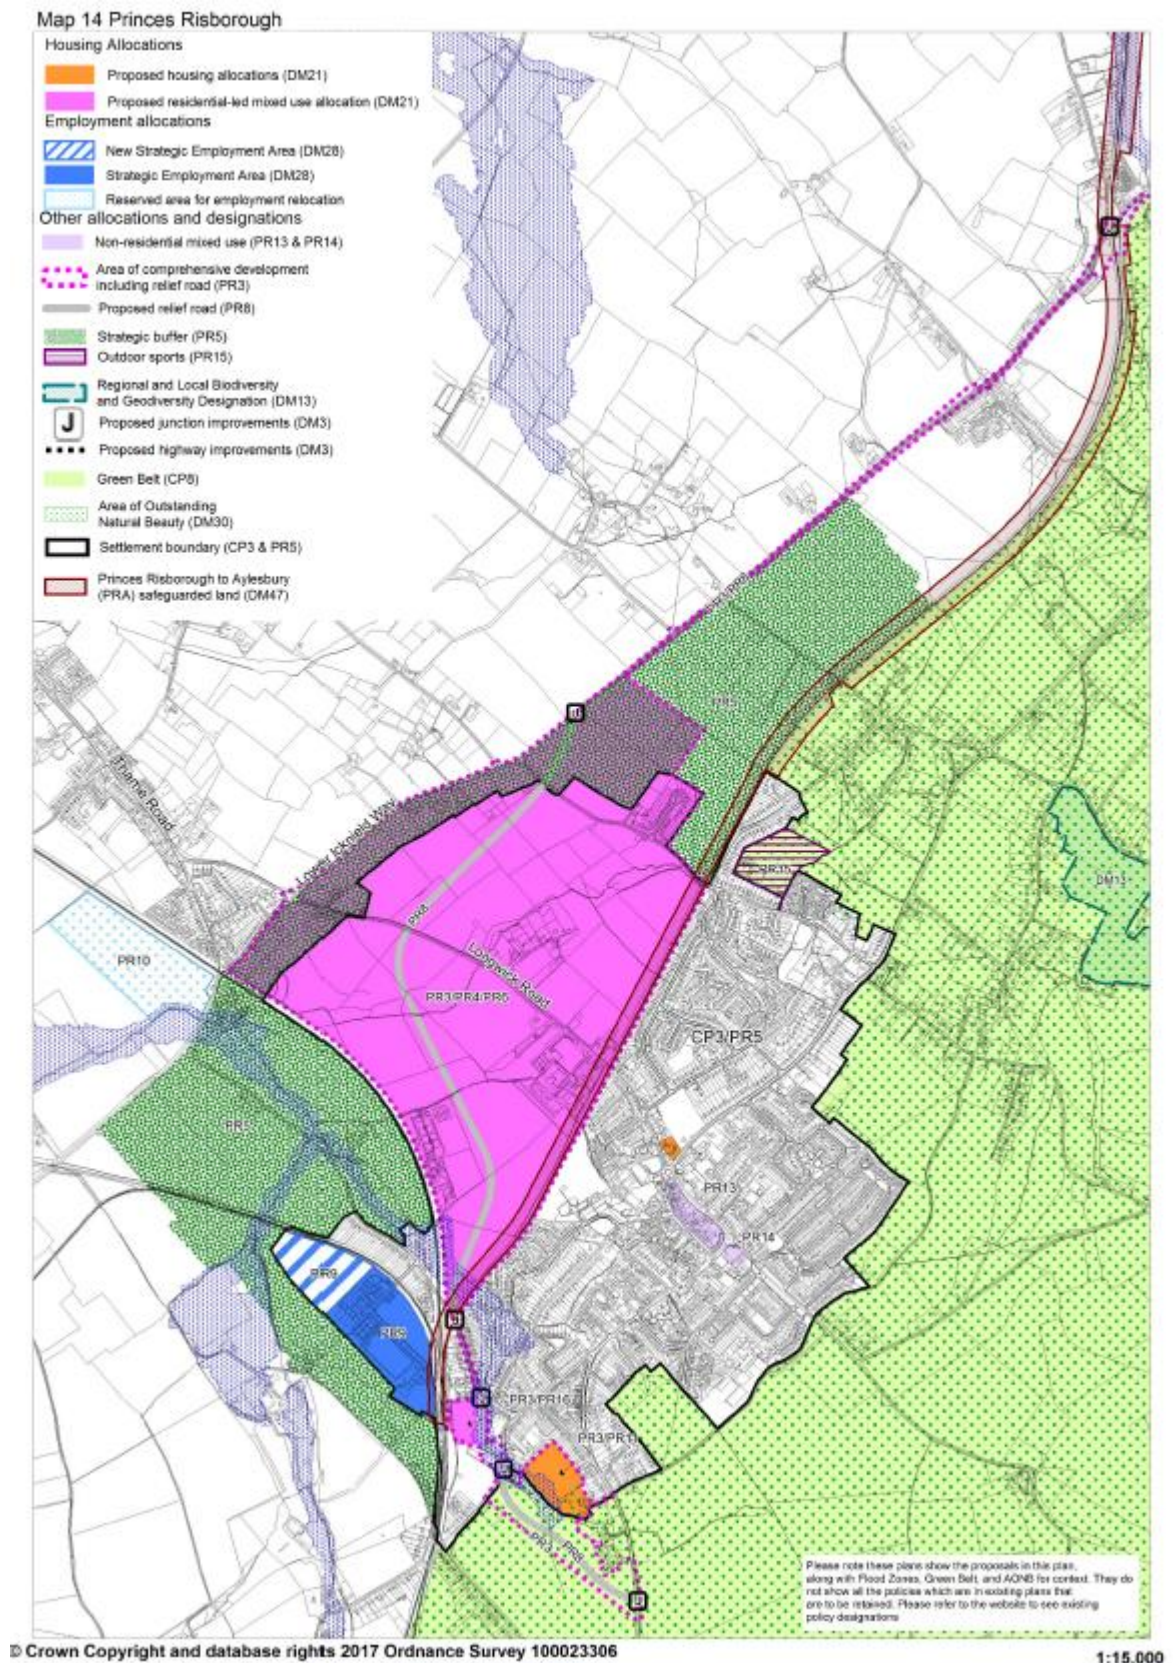 Map 14 Princes Risborough
Housing Allocations
Proposed housing allocations (DM21)
Proposed residential-led mixed use allocation (DM21)
Employment allocations
New Strategic Employment Area (DM28)
Strategic Employment Area (DM28)
Reserved area for employment relocation
Other allocations and designations
Non-residential mixed use (PR13 & PR14)
Area of comprehensive development
including relief road (PR3)
Proposed relief road (PR8)
Strategic buffer (PR5)
Outdoor sports (PR15)
Regional and Local Biodiversity
and Geodiversity Designation (DM13)
J
Proposed junction improvements (DM3)
Proposed highway improvements (DM3)
Green Belt (CP8)
Area of Outstanding
Natural Beauty (DM30)
Settlement boundary (CP3 & PR5)
Princes Risborough to Aylesbury
(PRA) safeguarded land (DM47)
PR5
Thame Road
Lower Icknield Way
PR15
DM13
PR8
PR10
Longwick Road
PR3/PR4/PR6
CP3/PR5
PR5
PR13
PR14
PR9
PR9
PR3/PR16
PR3/PR1
PR3
PR8
Please note these plans show the proposals in this plan,
along with Flood Zones, Green Belt, and AONB for context. They do
not show all the policies which are in existing plans that
are to be retained. Please refer to the website to see existing
policy designations
© Crown Copyright and database rights 2017 Ordnance Survey 100023306
1:15,000